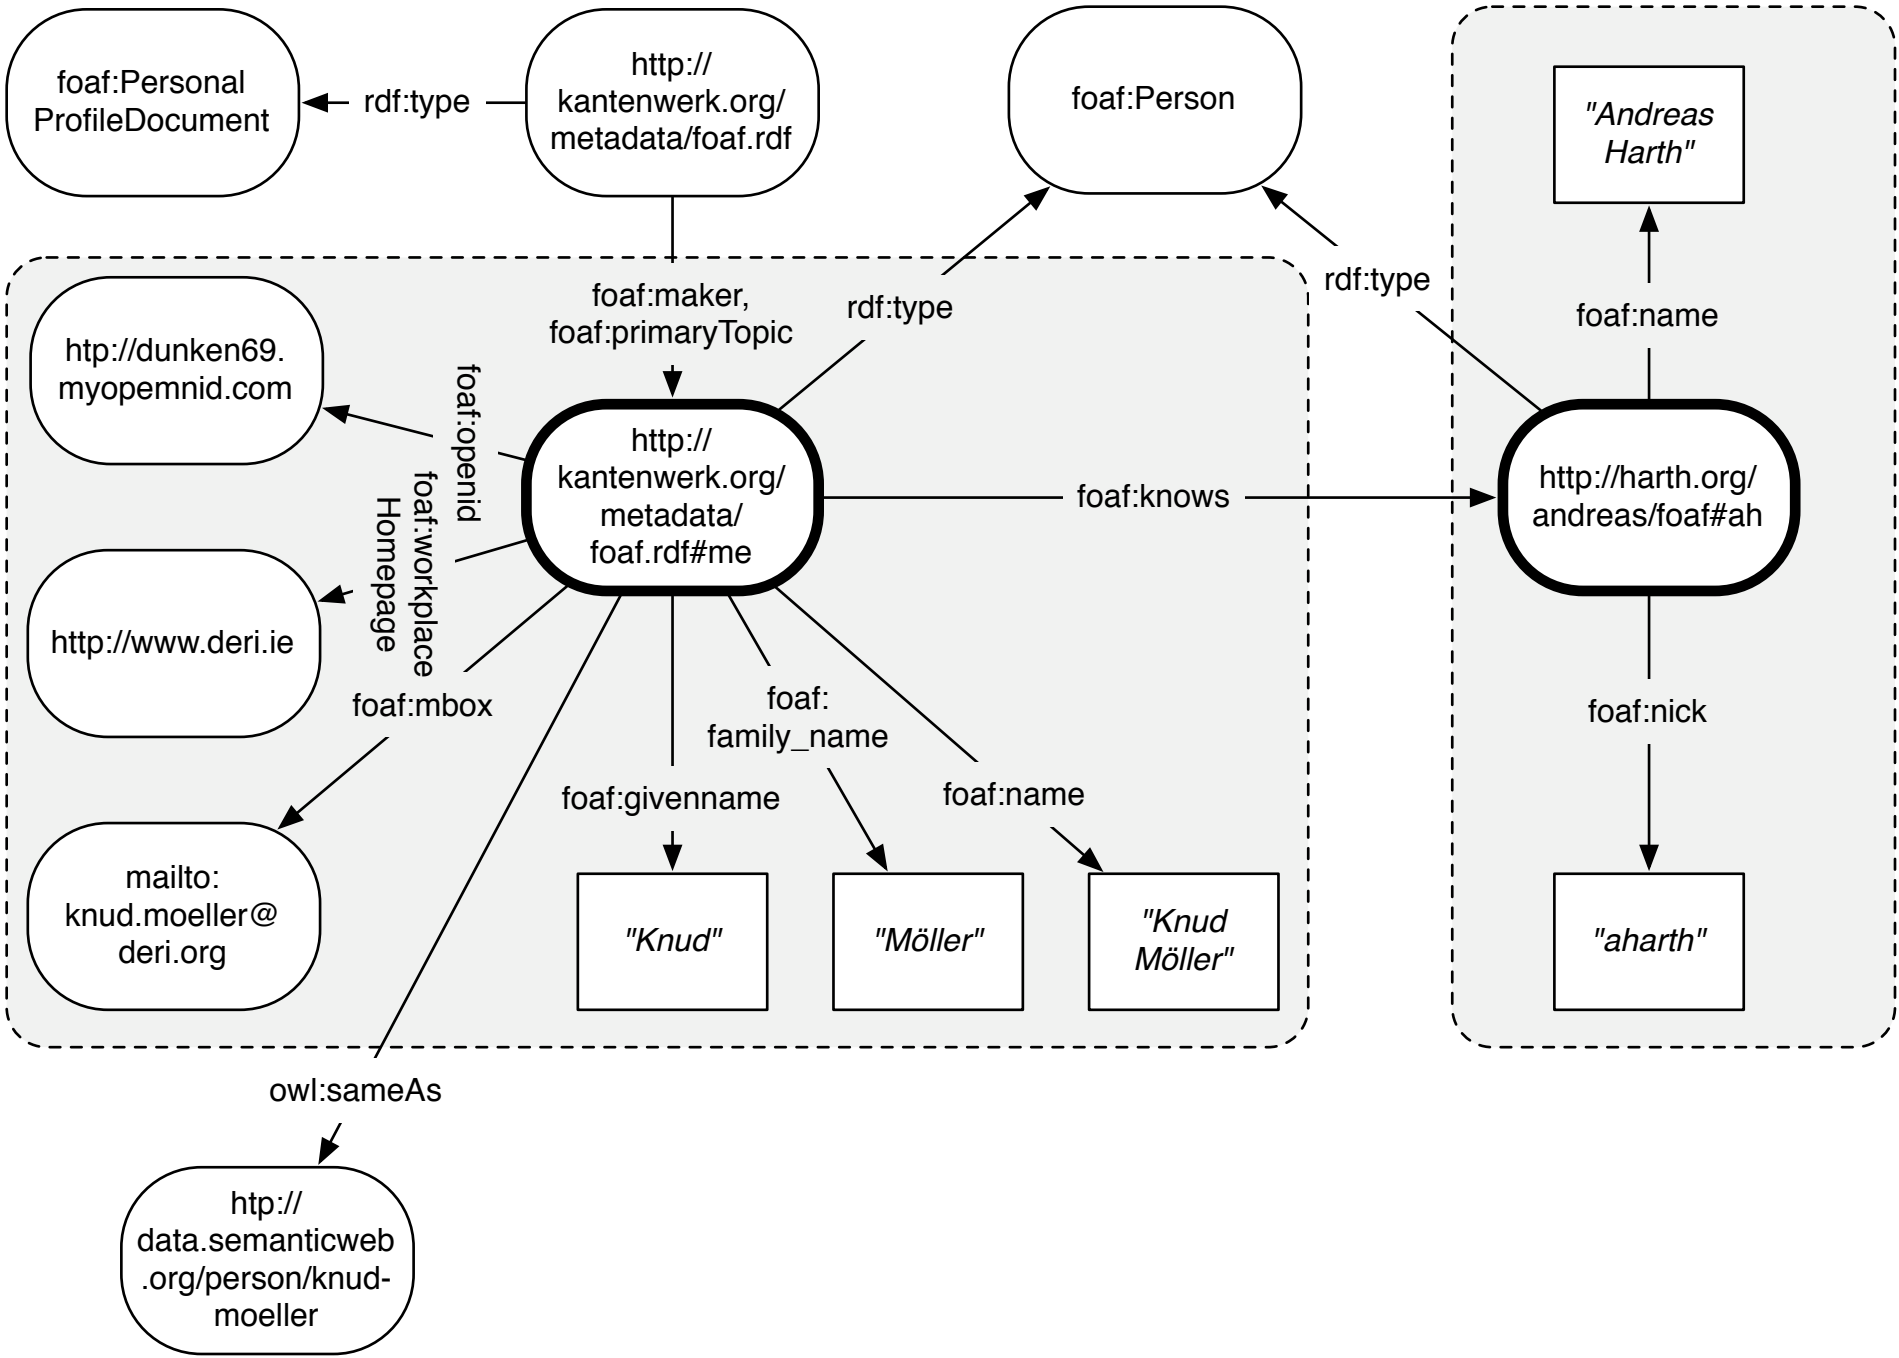 foaf:Personal
ProfileDocument
rdf:type
http://
kantenwerk.org/
metadata/foaf.rdf
foaf:Person
"Andreas
Harth"
rdf:type
rdf:type
foaf:name
foaf:maker,
foaf:primaryTopic
htp://dunken69.
myopemnid.com
foaf:openid
http://
kantenwerk.org/
metadata/
foaf.rdf#me
foaf:knows
http://harth.org/
andreas/foaf#ah
foaf:workplace
Homepage
http://www.deri.ie
foaf:mbox
foaf:
family_name
foaf:nick
foaf:givenname
foaf:name
mailto:
knud.moeller@
deri.org
"Knud"
"Möller"
"Knud
Möller"
"aharth"
owl:sameAs
htp://
data.semanticweb
.org/person/knud-
moeller